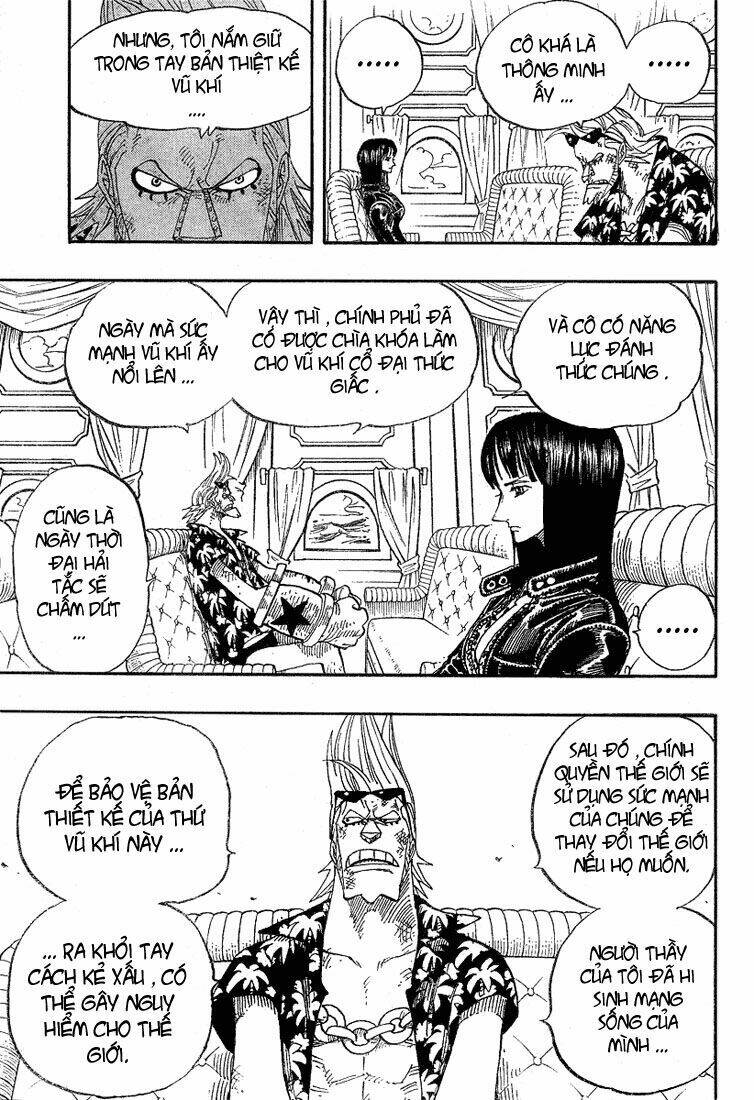 .....
CÔ KHÁ LÀ
THÔNG MINH
ẤY ...
.....
NHƯNG, TÔI NẮM GIỮ
TRONG TAY BẢN THIỆT KẾ
VŨ KHÍ
....
VÀ CÔ CÓ NĂNG
LỰC ĐÁNH
THỨC CHÚNG .
VẬY THÌ , CHÍNH PHỦ ĐÃ
CÓ ĐƯỢC CHÌA KHÓA LÀM
CHO VŨ KHÍ CỔ ĐẠI THỨC
GIẤC .
NGÀY MÀ SỨC
MẠNH VŨ KHÍ ẤY
NỔI LÊN ...
.....
CŨNG LÀ
NGÀY THỜI
ĐẠI HẢI
TẶC SẼ
CHẤM DỨT
...
SAU ĐÓ , CHÍNH
QUYỀN THẾ GIỚI SẼ
SỬ DỤNG SỨC MẠNH
CỦA CHÚNG ĐỂ
THAY ĐỔI THẾ GIỚI
NẾU HỌ MUỐN.
NGƯỜI THẦY
CỦA TÔI ĐÃ HI
SINH MẠNG
SỐNG CỦA
MÌNH ...
ĐỂ BẢO VỆ BẢN
THIẾT KẾ CỦA THỨ
VŨ KHÍ NÀY ...
... RA KHỎI TAY
CÁCH KẺ XẤU , CÓ
THỂ GÂY NGUY
HIỂM CHO THẾ
GIỚI.